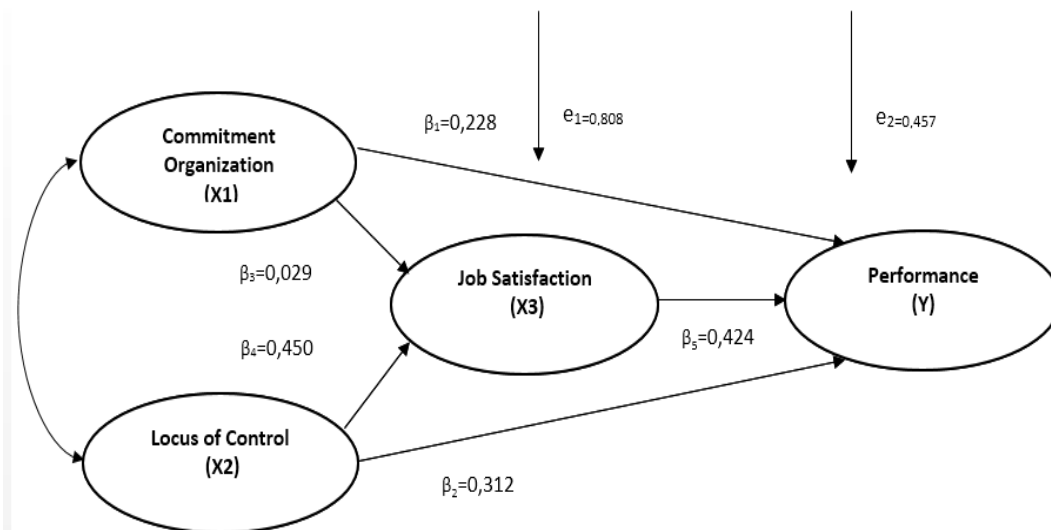 β₁=0,228
e₁₌₀,₈₀₈
e₂₌₀,₄₅₇
Commitment
Organization
(X1)
β₃=0,029
Job Satisfaction
(X3)
Performance
(Y)
β₄=0,450
β₅=0,424
Locus of Control
(X2)
β₂=0,312